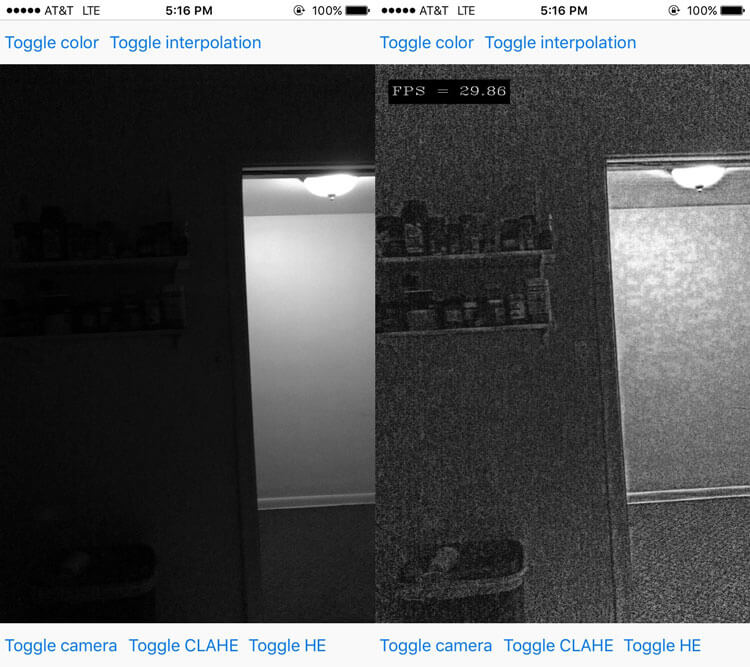 AT&T LTE 5:16 PM 100%
Toggle color Toggle interpolation
Toggle camera Toggle CLAHE Toggle HE
AT&T LTE 5:16 PM 100%
Toggle color Toggle interpolation
FPS = 29.86
Toggle camera Toggle CLAHE Toggle HE